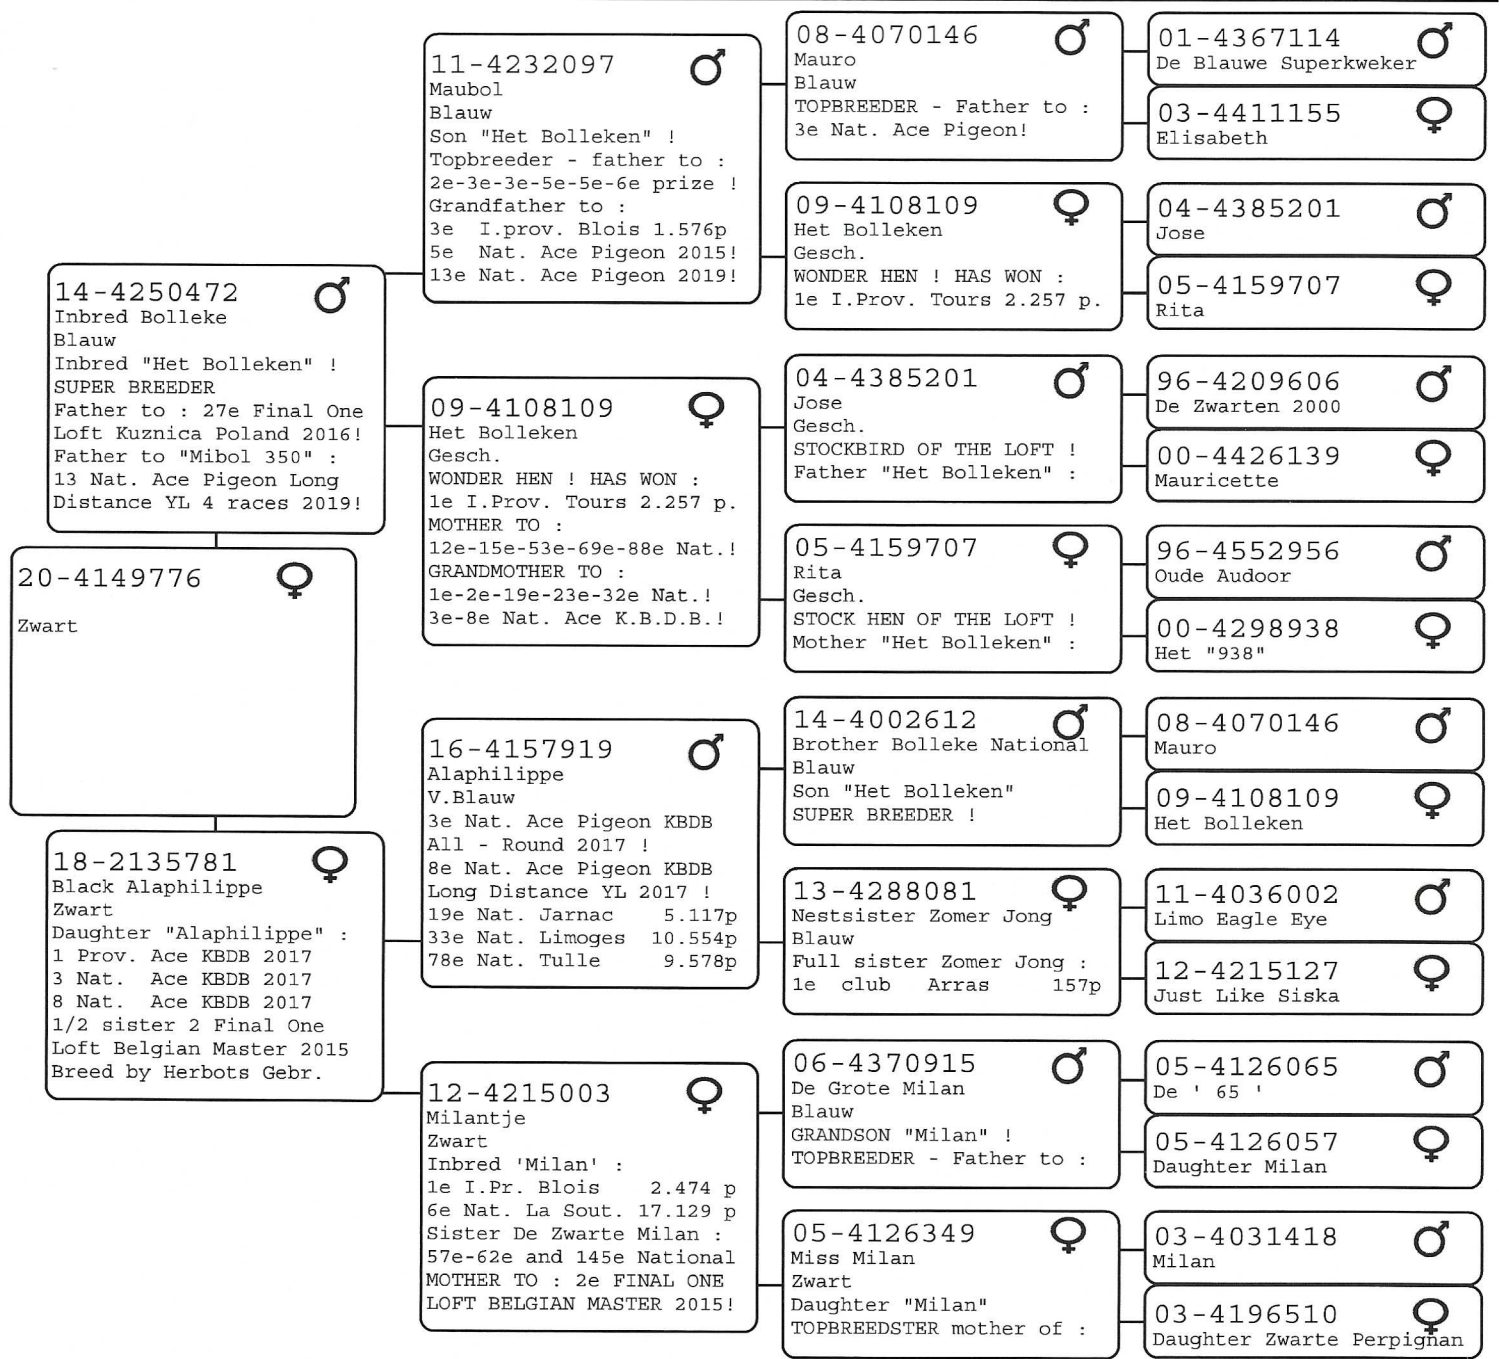 20-4149776
Zwart
14-4250472
Inbred Bolleke
Blauw
Inbred "Het Bolleken" !
SUPER BREEDER
Father to : 27e Final One
Loft Kuznica Poland 2016!
Father to "Mibol 350" :
13 Nat. Ace Pigeon Long
Distance YL 4 races 2019!
18-2135781
Black Alaphilippe
Zwart
Daughter "Alaphilippe" :
1 Prov. Ace KBDB 2017
3 Nat.  Ace KBDB 2017
8 Nat.  Ace KBDB 2017
1/2 sister 2 Final One
Loft Belgian Master 2015
Breed by Herbots Gebr.
11-4232097
Maubol
Blauw
Son "Het Bolleken" !
Topbreeder - father to :
2e-3e-3e-5e-5e-6e prize !
Grandfather to :
3e  I.prov. Blois 1.576p
5e  Nat. Ace Pigeon 2015!
13e Nat. Ace Pigeon 2019!
09-4108109
Het Bolleken
Gesch.
WONDER HEN ! HAS WON :
1e I.Prov. Tours 2.257 p.
MOTHER TO :
12e-15e-53e-69e-88e Nat.!
GRANDMOTHER TO :
1e-2e-19e-23e-32e Nat.!
3e-8e Nat. Ace K.B.D.B.!
16-4157919
Alaphilippe
V.Blauw
3e Nat. Ace Pigeon KBDB
All - Round 2017 !
8e Nat. Ace Pigeon KBDB
Long Distance YL 2017 !
19e Nat. Jarnac    5.117p
33e Nat. Limoges  10.554p
78e Nat. Tulle     9.578p
12-4215003
Milantje
Zwart
Inbred 'Milan' :
1e I.Pr. Blois    2.474 p
6e Nat. La Sout. 17.129 p
Sister De Zwarte Milan :
57e-62e and 145e National
MOTHER TO : 2e FINAL ONE
LOFT BELGIAN MASTER 2015!
08-4070146
Mauro
Blauw
TOPBREEDER - Father to :
3e Nat. Ace Pigeon!
09-4108109
Het Bolleken
Gesch.
WONDER HEN ! HAS WON :
1e I.Prov. Tours 2.257 p.
04-4385201
Jose
Gesch.
STOCKBIRD OF THE LOFT !
Father "Het Bolleken" :
05-4159707
Rita
Gesch.
STOCK HEN OF THE LOFT !
Mother "Het Bolleken" :
14-4002612
Brother Bolleke National
Blauw
Son "Het Bolleken"
SUPER BREEDER !
13-4288081
Nestsister Zomer Jong
Blauw
Full sister Zomer Jong :
1e  club  Arras    157p
06-4370915
De Grote Milan
Blauw
GRANDSON "Milan" !
TOPBREEDER - Father to :
05-4126349
Miss Milan
Zwart
Daughter "Milan"
TOPBREEDSTER mother of :
01-4367114
De Blauwe Superkweker
03-4411155
Elisabeth
04-4385201
Jose
05-4159707
Rita
96-4209606
De Zwarten 2000
00-4426139
Mauricette
96-4552956
Oude Audoor
00-4298938
Het "938"
08-4070146
Mauro
09-4108109
Het Bolleken
11-4036002
Limo Eagle Eye
12-4215127
Just Like Siska
05-4126065
De ' 65 '
05-4126057
Daughter Milan
03-4031418
Milan
03-4196510
Daughter Zwarte Perpignan